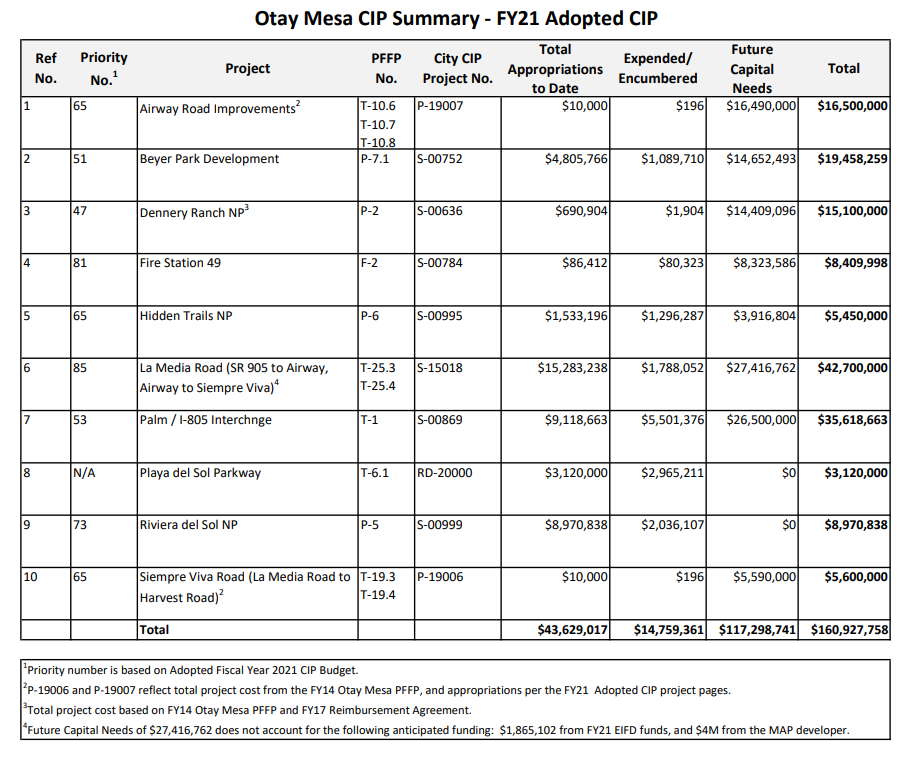 Otay Mesa CIP Summary - FY21 Adopted CIP
Ref No. Priority No.1 Project PFFP No. City CIP Project No. Total Appropriations to Date Expended/ Encumbered Future Capital Needs Total
1 65 Airway Road Improvements2 T-10.6 P-19007 $10,000 $196 $16,490,000 $16,500,000
T-10.7
T-10.8
2 51 Beyer Park Development P-7.1 S-00752 $4,805,766 $1,089,710 $14,652,493 $19,458,259
3 47 Dennery Ranch NP3 P-2 S-00636 $690,904 $1,904 $14,409,096 $15,100,000
4 81 Fire Station 49 F-2 S-00784 $86,412 $80,323 $8,323,586 $8,409,998
5 65 Hidden Trails NP P-6 S-00995 $1,533,196 $1,296,287 $3,916,804 $5,450,000
6 85 La Media Road (SR 905 to Airway, T-25.3 S-15018 $15,283,238 $1,788,052 $27,416,762 $42,700,000
Airway to Siempre Viva)4 T-25.4
7 53 Palm / I-805 Interchnge T-1 S-00869 $9,118,663 $5,501,376 $26,500,000 $35,618,663
8 N/A Playa del Sol Parkway T-6.1 RD-20000 $3,120,000 $2,965,211 $0 $3,120,000
9 73 Riviera del Sol NP P-5 S-00999 $8,970,838 $2,036,107 $0 $8,970,838
10 65 Siempre Viva Road (La Media Road to T-19.3 P-19006 $10,000 $196 $5,590,000 $5,600,000
Harvest Road)2 T-19.4
Total $43,629,017 $14,759,361 $117,298,741 $160,927,758
1Priority number is based on Adopted Fiscal Year 2021 CIP Budget.
2P-19006 and P-19007 reflect total project cost from the FY14 Otay Mesa PFFP, and appropriations per the FY21 Adopted CIP project pages.
3Total project cost based on FY14 Otay Mesa PFFP and FY17 Reimbursement Agreement.
4Future Capital Needs of $27,416,762 does not account for the following anticipated funding: $1,865,102 from FY21 EIFD funds, and $4M from the MAP developer.